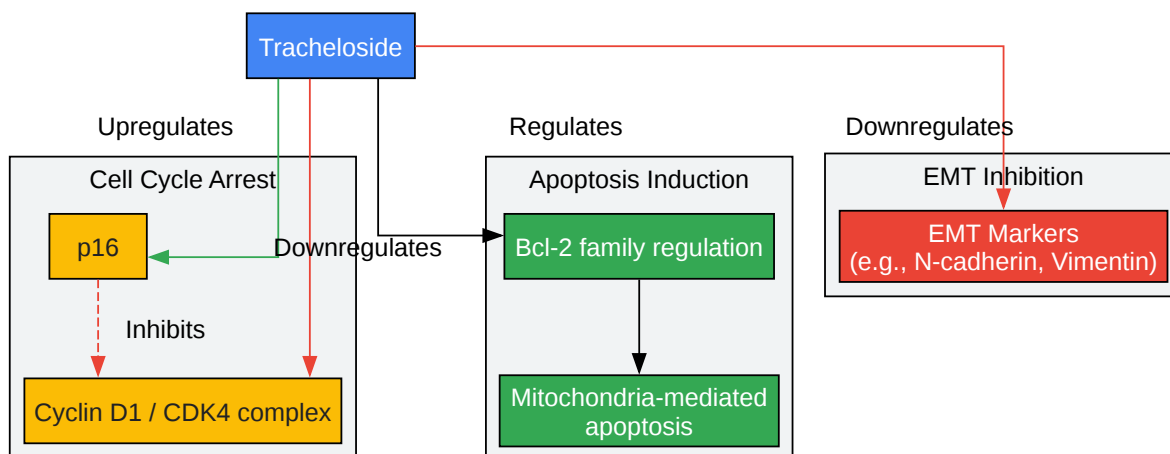 Tracheloside
Upregulates
Regulates
Downregulates
Cell Cycle Arrest
Apoptosis Induction
EMT Inhibition
p16
Downregulates
Bcl-2 family regulation
EMT Markers
(e.g., N-cadherin, Vimentin)
Inhibits
Cyclin D1 / CDK4 complex
Mitochondria-mediated
apoptosis